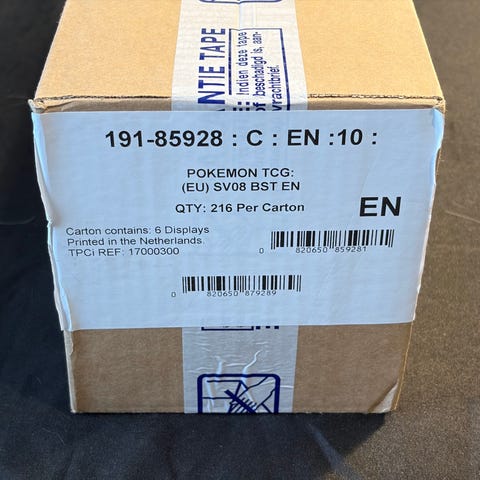 NTIE TAPE
Indien deze tape
beschadigd is, aan-
vrachtbrief.
191-85928 : C : EN :10 :
POKEMON TCG:
(EU) SV08 BST EN
QTY: 216 Per Carton
EN
Carton contains: 6 Displays
Printed in the Netherlands.
TPCi REF: 17000300
0 820650 859281
0 820650 879289